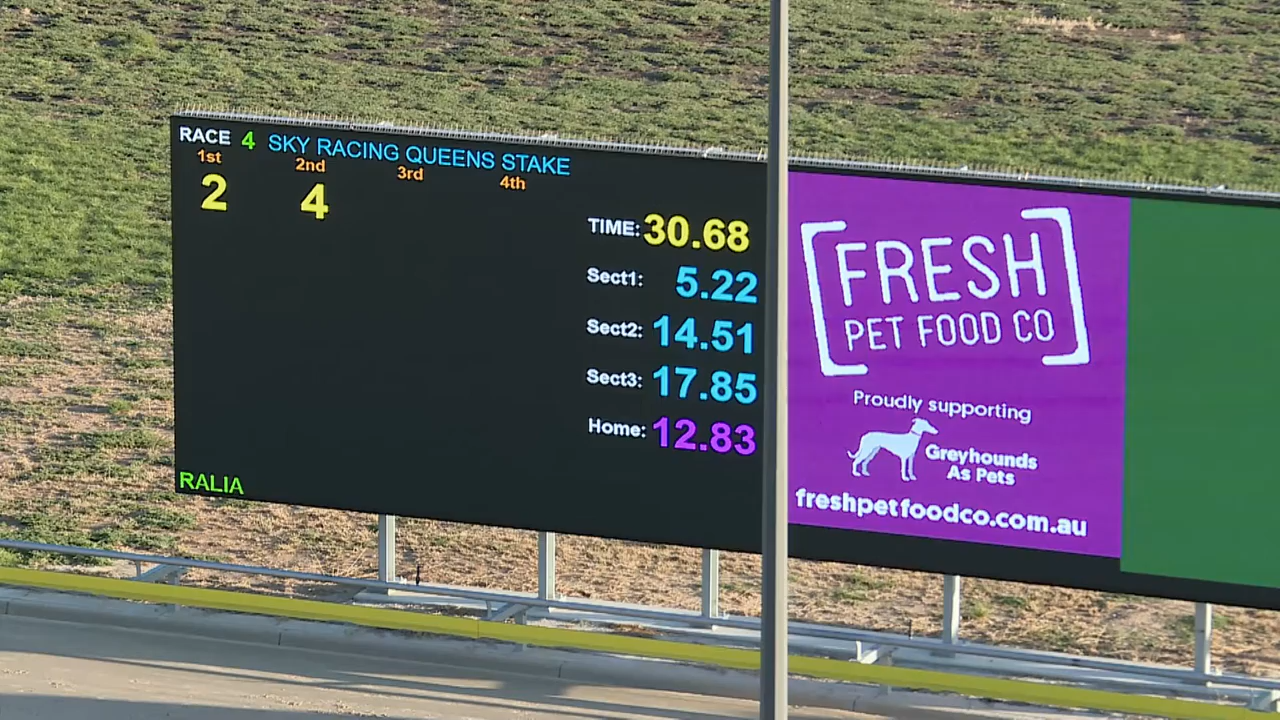 RACE 4 SKY RACING QUEENS STAKE
1st 2nd 3rd 4th
2 4
TIME: 30.68
Sect1: 5.22
Sect2: 14.51
Sect3: 17.85
Home: 12.83
RALIA
FRESH
PET FOOD CO
Proudly supporting
Greyhounds
As Pets
freshpetfoodco.com.au